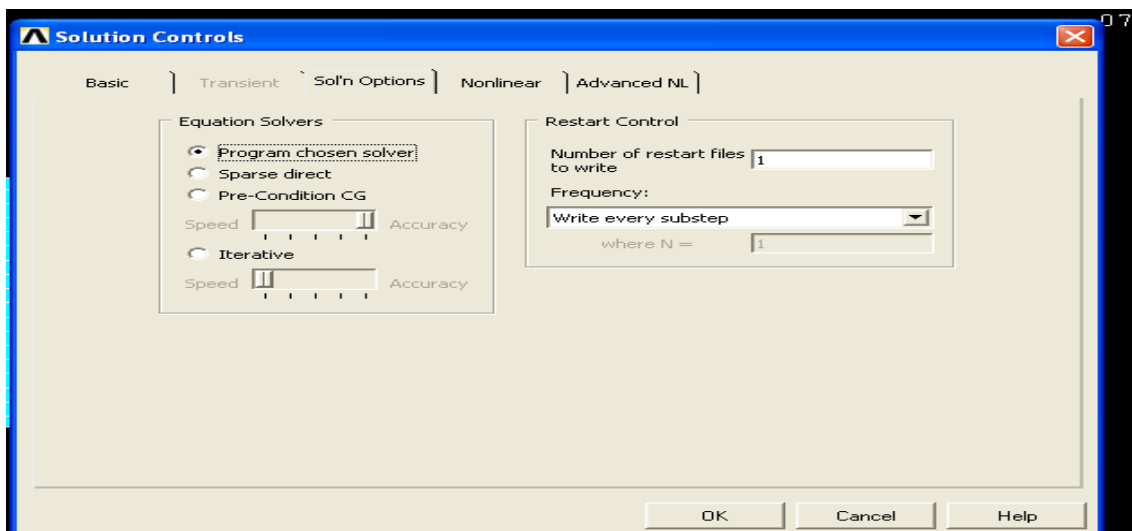 07
Solution Controls
Basic Transient Sol'n Options Nonlinear Advanced NL
Equation Solvers
Program chosen solver
Sparse direct
Pre-Condition CG
Speed Accuracy
Iterative
Speed Accuracy
Restart Control
Number of restart files
to write
1
Frequency:
Write every substep
where N = 1
OK Cancel Help